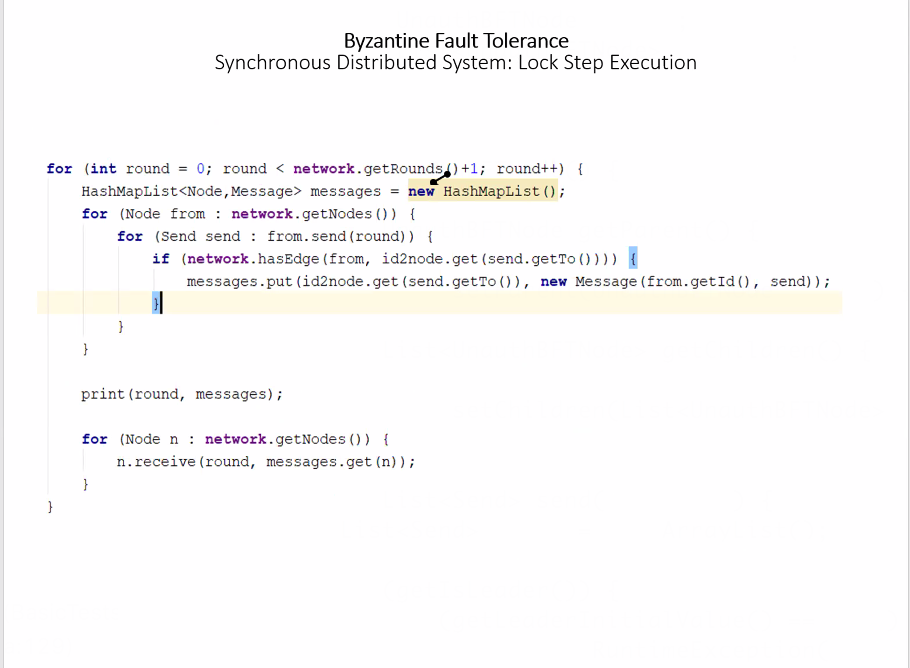 Byzantine Fault Tolerance
Synchronous Distributed System: Lock Step Execution
for (int round = 0; round < network.getRounds()+1; round++) {
HashMapList<Node,Message> messages = new HashMapList();
for (Node from : network.getNodes()) {
for (Send send : from.send(round)) {
if (network.hasEdge(from, id2node.get(send.getTo()))) {
messages.put(id2node.get(send.getTo()), new Message(from.getId(), send));
}
}
}
print(round, messages);
for (Node n : network.getNodes()) {
n.receive(round, messages.get(n));
}
}